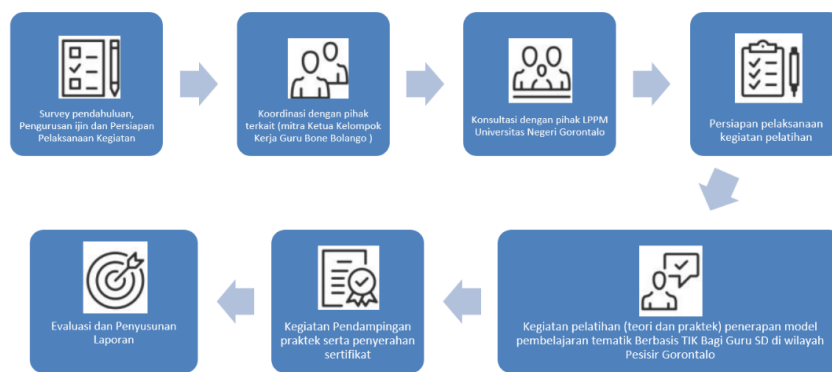 Survey pendahuluan,
Pengurusan ijin dan Persiapan
Pelaksanaan Kegiatan
Koordinasi dengan pihak
terkait (mitra Ketua Kelompok
Kerja Guru Bone Bolango )
Konsultasi dengan pihak LPPM
Universitas Negeri Gorontalo
Persiapan pelaksanaan
kegiatan pelatihan
Kegiatan pelatihan (teori dan praktek) penerapan model
pembelajaran tematik Berbasis TIK Bagi Guru SD di wilayah
Pesisir Gorontalo
Kegiatan Pendampingan
praktek serta penyerahan
sertifikat
Evaluasi dan Penyusunan
Laporan